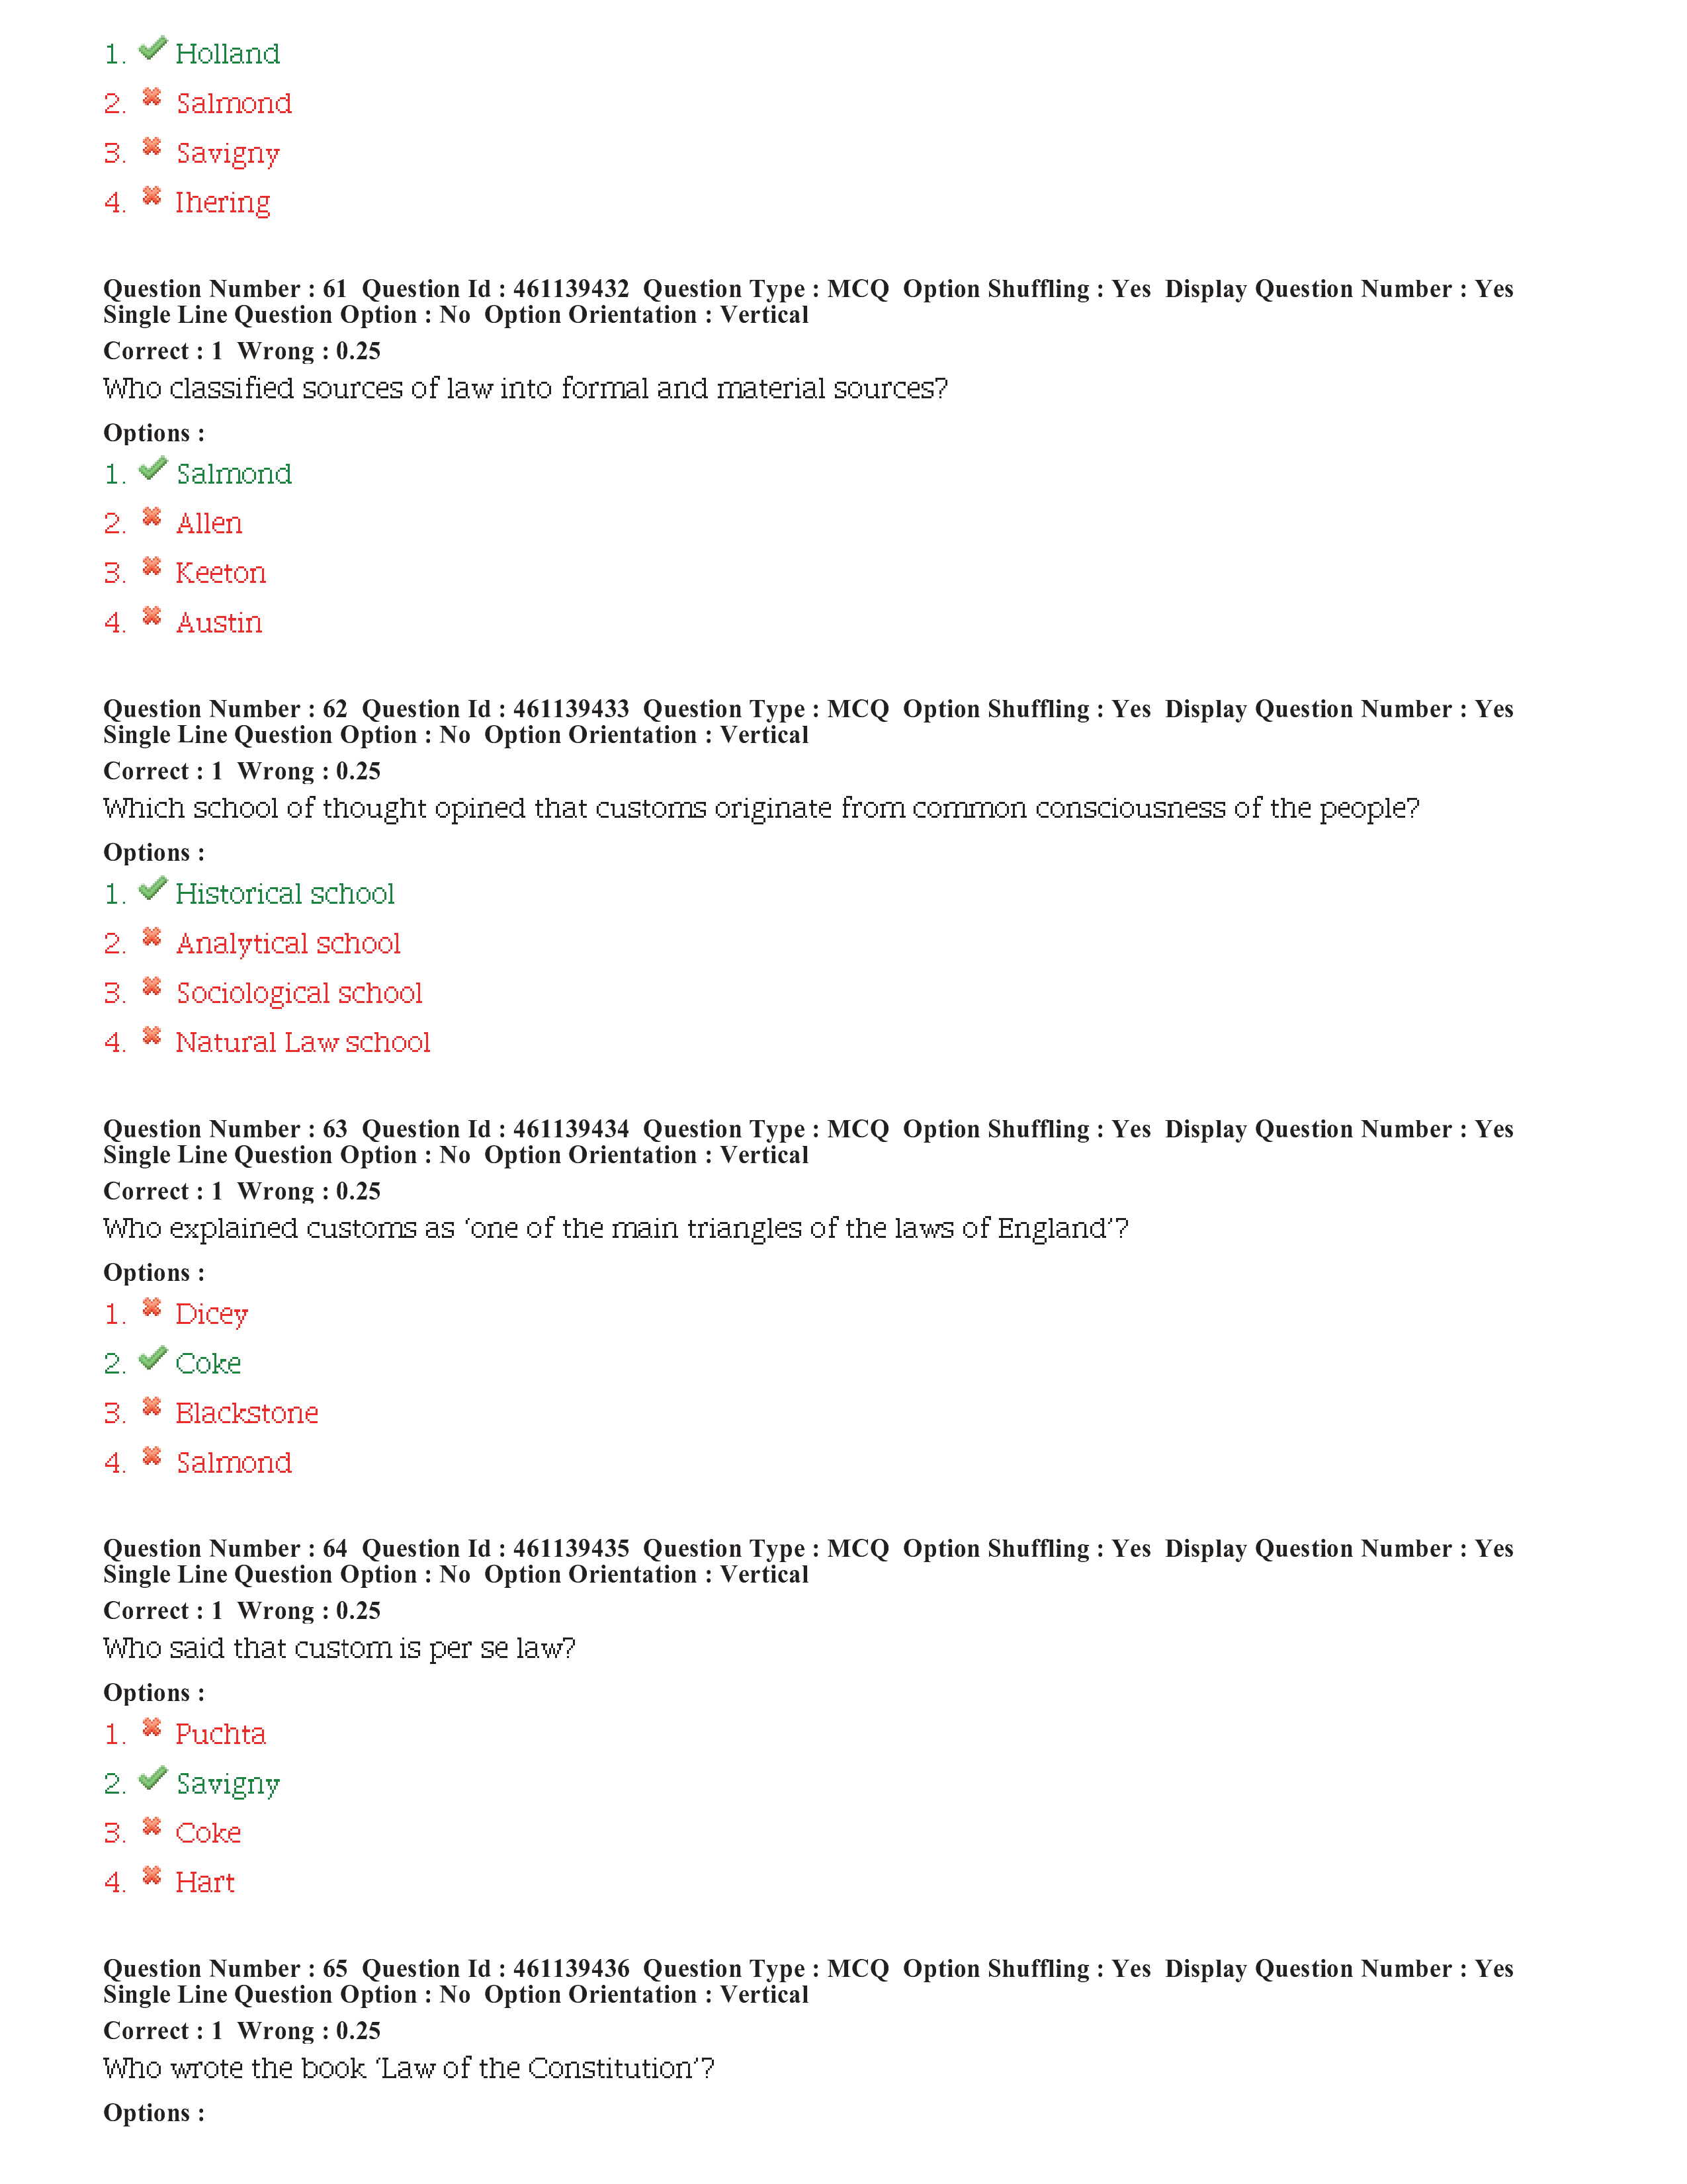 1. Holland
2. Salmond
3. Savigny
4. Ihering
Question Number : 61 Question Id : 461139432 Question Type : MCQ Option Shuffling : Yes Display Question Number : Yes
Single Line Question Option : No Option Orientation : Vertical
Correct : 1 Wrong : 0.25
Who classified sources of law into formal and material sources?
Options :
1. Salmond
2. Allen
3. Keeton
4. Austin
Question Number : 62 Question Id : 461139433 Question Type : MCQ Option Shuffling : Yes Display Question Number : Yes
Single Line Question Option : No Option Orientation : Vertical
Correct : 1 Wrong : 0.25
Which school of thought opined that customs originate from common consciousness of the people?
Options :
1. Historical school
2. Analytical school
3. Sociological school
4. Natural Law school
Question Number : 63 Question Id : 461139434 Question Type : MCQ Option Shuffling : Yes Display Question Number : Yes
Single Line Question Option : No Option Orientation : Vertical
Correct : 1 Wrong : 0.25
Who explained customs as ‘one of the main triangles of the laws of England’?
Options :
1. Dicey
2. Coke
3. Blackstone
4. Salmond
Question Number : 64 Question Id : 461139435 Question Type : MCQ Option Shuffling : Yes Display Question Number : Yes
Single Line Question Option : No Option Orientation : Vertical
Correct : 1 Wrong : 0.25
Who said that custom is per se law?
Options :
1. Puchta
2. Savigny
3. Coke
4. Hart
Question Number : 65 Question Id : 461139436 Question Type : MCQ Option Shuffling : Yes Display Question Number : Yes
Single Line Question Option : No Option Orientation : Vertical
Correct : 1 Wrong : 0.25
Who wrote the book ‘Law of the Constitution’?
Options :